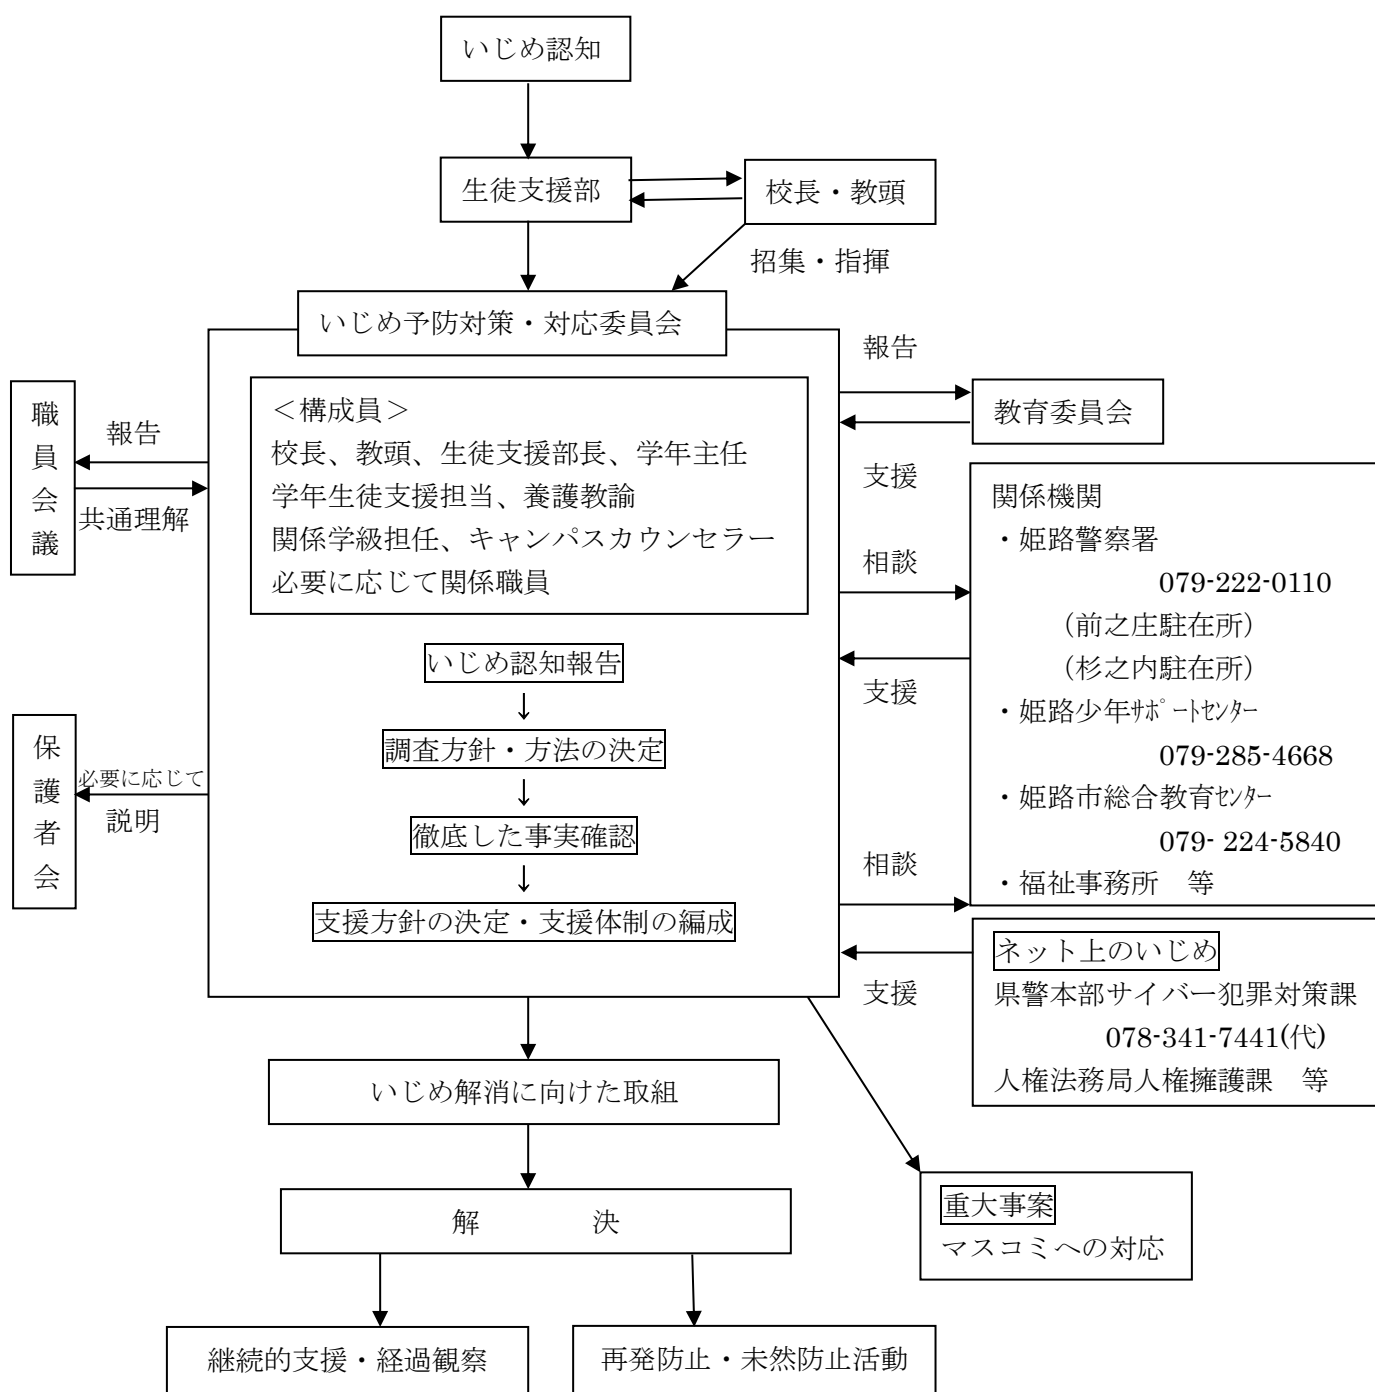 いじめ認知
生徒支援部
校長・教頭
招集・指揮
いじめ予防対策・対応委員会
＜構成員＞
校長、教頭、生徒支援部長、学年主任
学年生徒支援担当、養護教諭
関係学級担任、キャンパスカウンセラー
必要に応じて関係職員
いじめ認知報告
↓
調査方針・方法の決定
↓
徹底した事実確認
↓
支援方針の決定・支援体制の編成
職員会議
報告
共通理解
保護者会
必要に応じて
説明
報告
教育委員会
支援
相談
支援
関係機関
・姫路警察署
079-222-0110
（前之庄駐在所）
（杉之内駐在所）
・姫路少年ｻﾎﾟｰﾄｾﾝﾀｰ
079-285-4668
・姫路市総合教育ｾﾝﾀｰ
079- 224-5840
・福祉事務所　等
相談
支援
ネット上のいじめ
県警本部サイバー犯罪対策課
078-341-7441(代)
人権法務局人権擁護課　等
いじめ解消に向けた取組
解　　　　決
重大事案
マスコミへの対応
継続的支援・経過観察
再発防止・未然防止活動